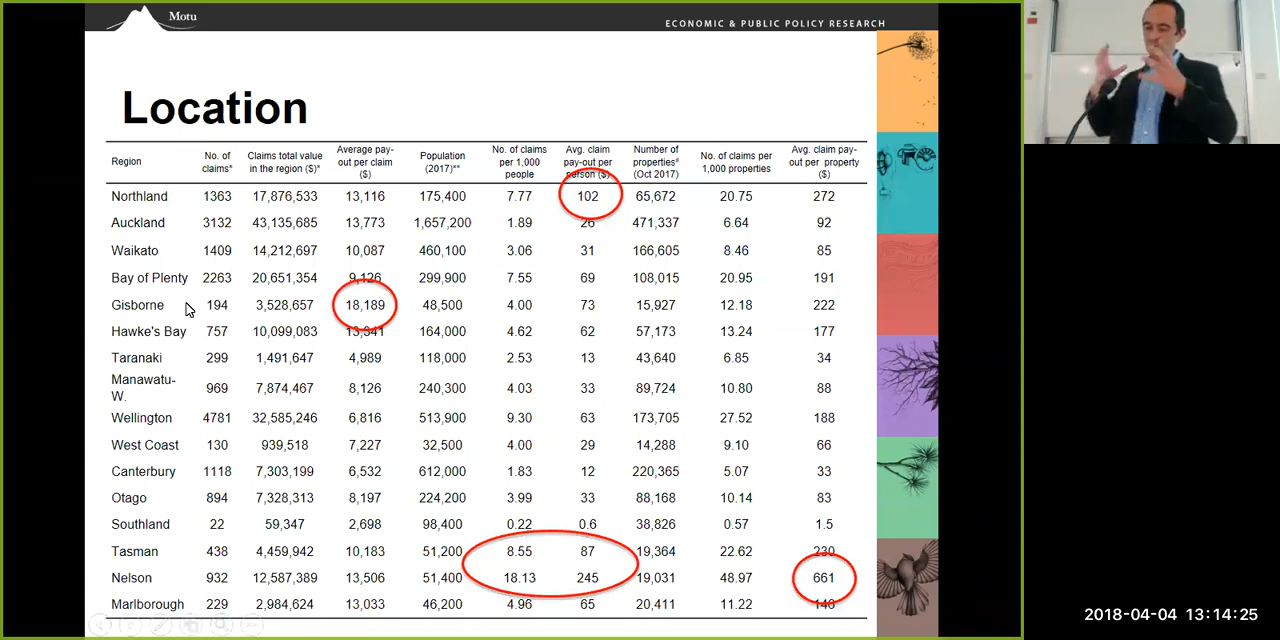 Motu
ECONOMIC & PUBLIC POLICY RESEARCH
Location
Region No. of claims* Claims total value in the region ($)* Average pay-out per claim ($) Population (2017)** No. of claims per 1,000 people Avg. claim pay-out per person ($) Number of properties^a (Oct 2017) No. of claims per 1,000 properties Avg. claim pay-out per property ($)
Northland 1363 17,876,533 13,116 175,400 7.77 102 65,672 20.75 272
Auckland 3132 43,135,685 13,773 1,657,200 1.89 26 471,337 6.64 92
Waikato 1409 14,212,697 10,087 460,100 3.06 31 166,605 8.46 85
Bay of Plenty 2263 20,651,354 9,126 299,900 7.55 69 108,015 20.95 191
Gisborne 194 3,528,657 18,189 48,500 4.00 73 15,927 12.18 222
Hawke's Bay 757 10,099,083 13,341 164,000 4.62 62 57,173 13.24 177
Taranaki 299 1,491,647 4,989 118,000 2.53 13 43,640 6.85 34
Manawatu-W. 969 7,874,467 8,126 240,300 4.03 33 89,724 10.80 88
Wellington 4781 32,585,246 6,816 513,900 9.30 63 173,705 27.52 188
West Coast 130 939,518 7,227 32,500 4.00 29 14,288 9.10 66
Canterbury 1118 7,303,199 6,532 612,000 1.83 12 220,365 5.07 33
Otago 894 7,328,313 8,197 224,200 3.99 33 88,168 10.14 83
Southland 22 59,347 2,698 98,400 0.22 0.6 38,826 0.57 1.5
Tasman 438 4,459,942 10,183 51,200 8.55 87 19,364 22.62 230
Nelson 932 12,587,389 13,506 51,400 18.13 245 19,031 48.97 661
Marlborough 229 2,984,624 13,033 46,200 4.96 65 20,411 11.22 146
2018-04-04 13:14:25